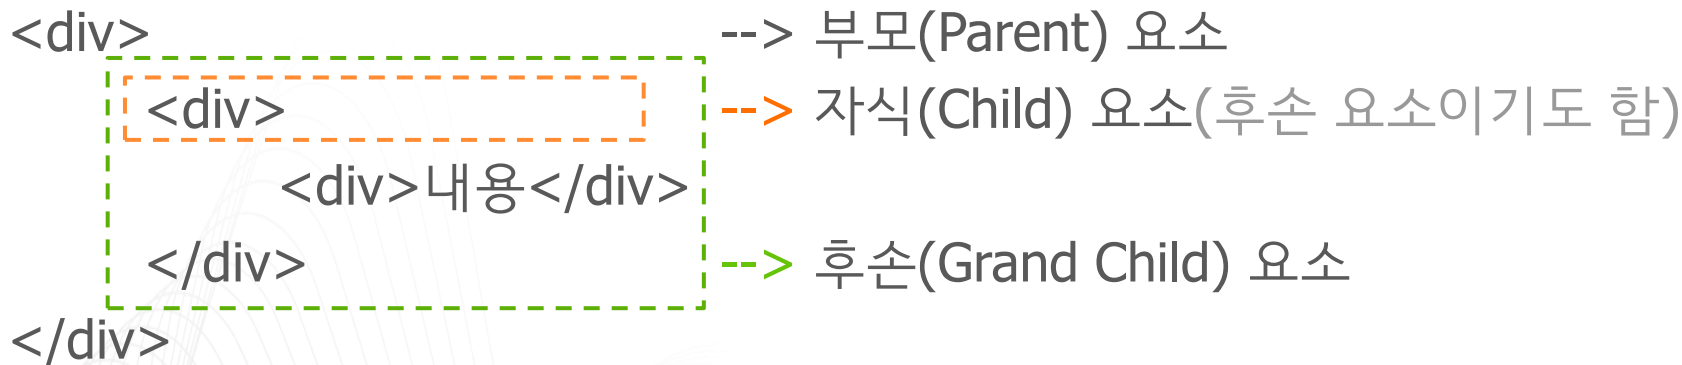 <div> --> 부모(Parent) 요소
<div> --> 자식(Child) 요소(후손 요소이기도 함)
<div>내용</div>
</div> --> 후손(Grand Child) 요소
</div>